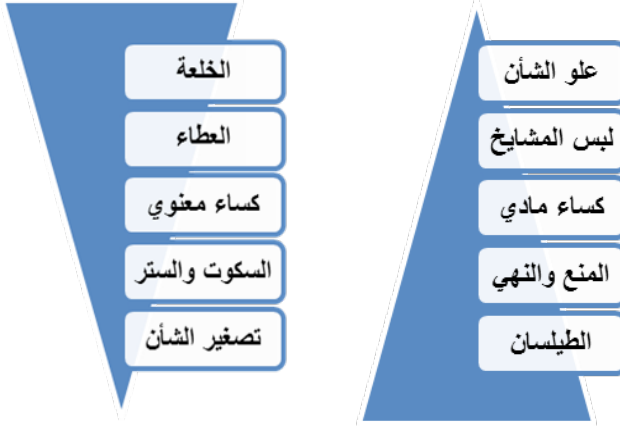 علو الشأن
لبس المشايخ
كساء مادي
المنع والنهي
الطيلسان
الخلعة
العطاء
كساء معنوي
السكوت والستر
تصغير الشأن